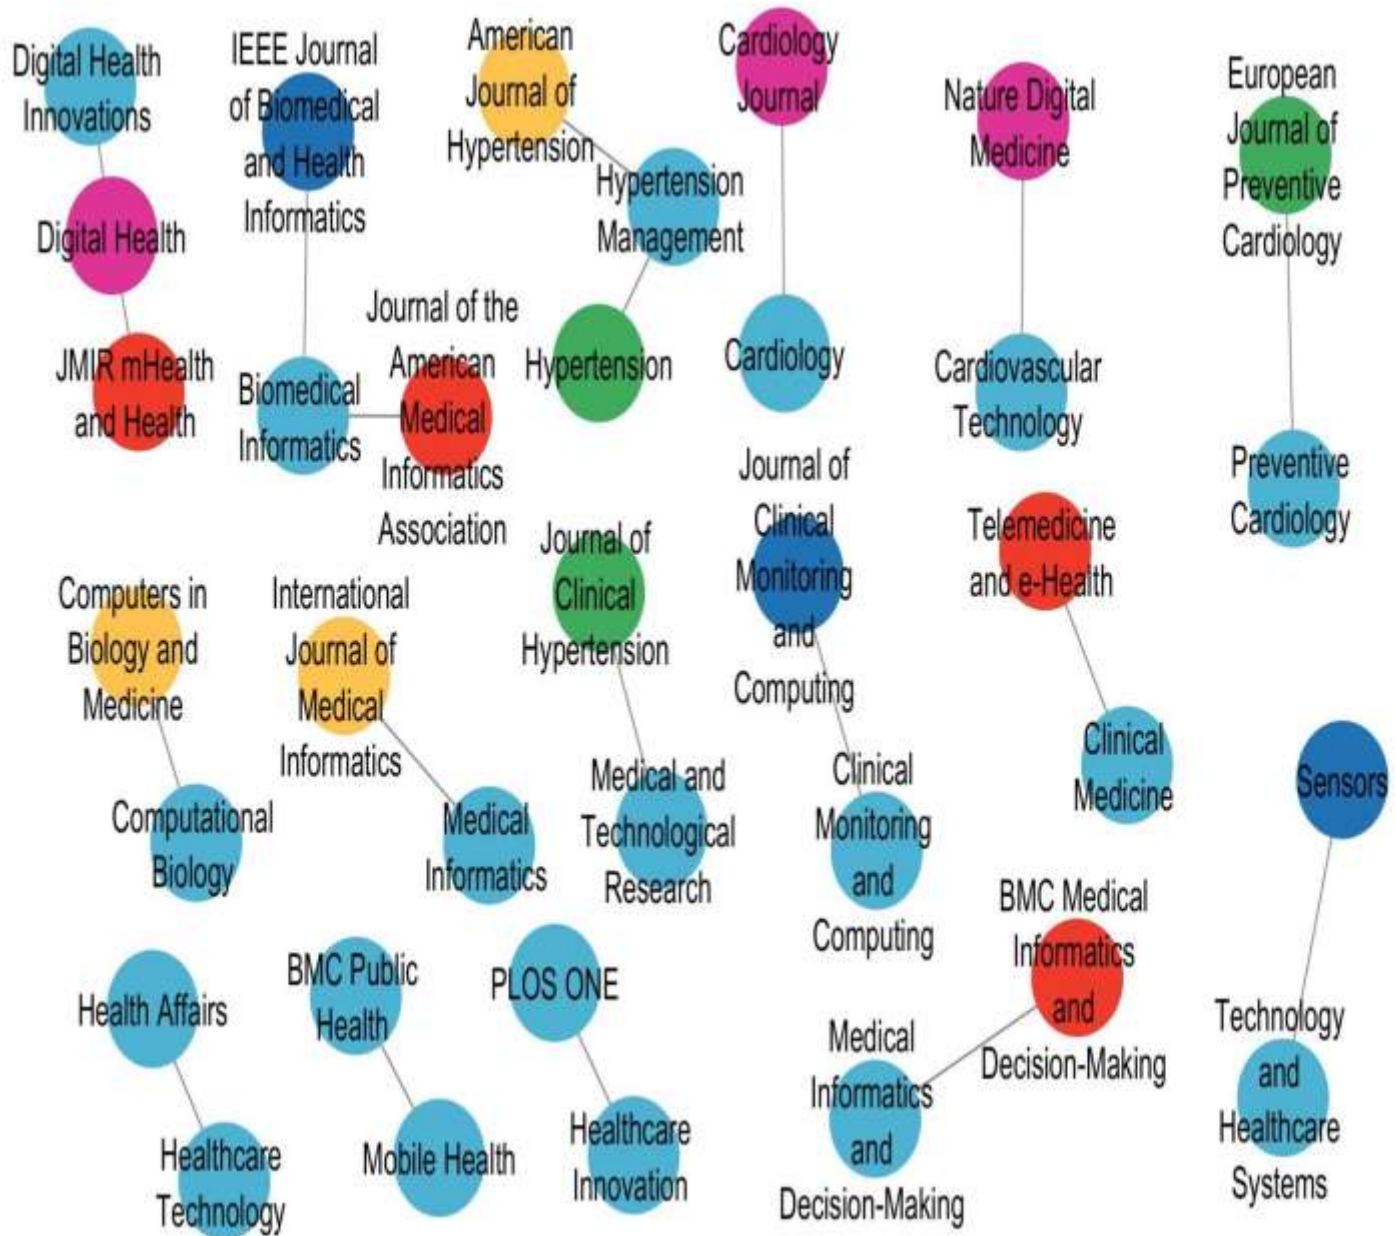 Digital Health
Innovations
Digital Health
JMIR mHealth
and Health
IEEE Journal
of Biomedical
and Health
Informatics
Biomedical
Informatics
Journal of the
American
Medical
Informatics
Association
American
Journal of
Hypertension
Hypertension
Management
Hypertension
Cardiology
Journal
Cardiology
Nature Digital
Medicine
Cardiovascular
Technology
European
Journal of
Preventive
Cardiology
Preventive
Cardiology
Computers in
Biology and
Medicine
Computational
Biology
International
Journal of
Medical
Informatics
Medical
Informatics
Journal of
Clinical
Hypertension
Medical and
Technological
Research
Journal of
Clinical
Monitoring
and
Computing
Clinical
Monitoring
and
Computing
Telemedicine
and e-Health
Clinical
Medicine
Sensors
Technology
and
Healthcare
Systems
Health Affairs
Healthcare
Technology
BMC Public
Health
Mobile Health
PLOS ONE
Healthcare
Innovation
BMC Medical
Informatics
and
Decision-Making
Medical
Informatics
and
Decision-Making